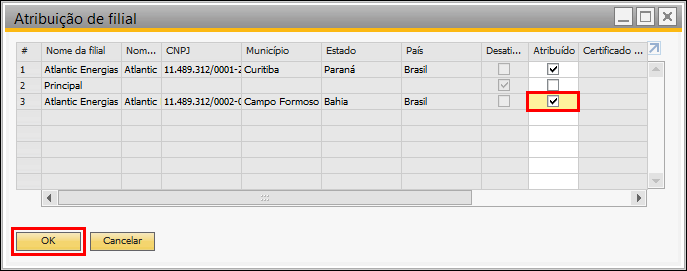 Atribuição de filial
# Nome da filial Nom... CNPJ Município Estado País Desati... Atribuído Certificado ...
1 Atlantic Energias Atlantic 11.489.312/0001-2 Curitiba Paraná Brasil
2 Principal
3 Atlantic Energias Atlantic 11.489.312/0002-0 Campo Formoso Bahia Brasil
OK Cancelar